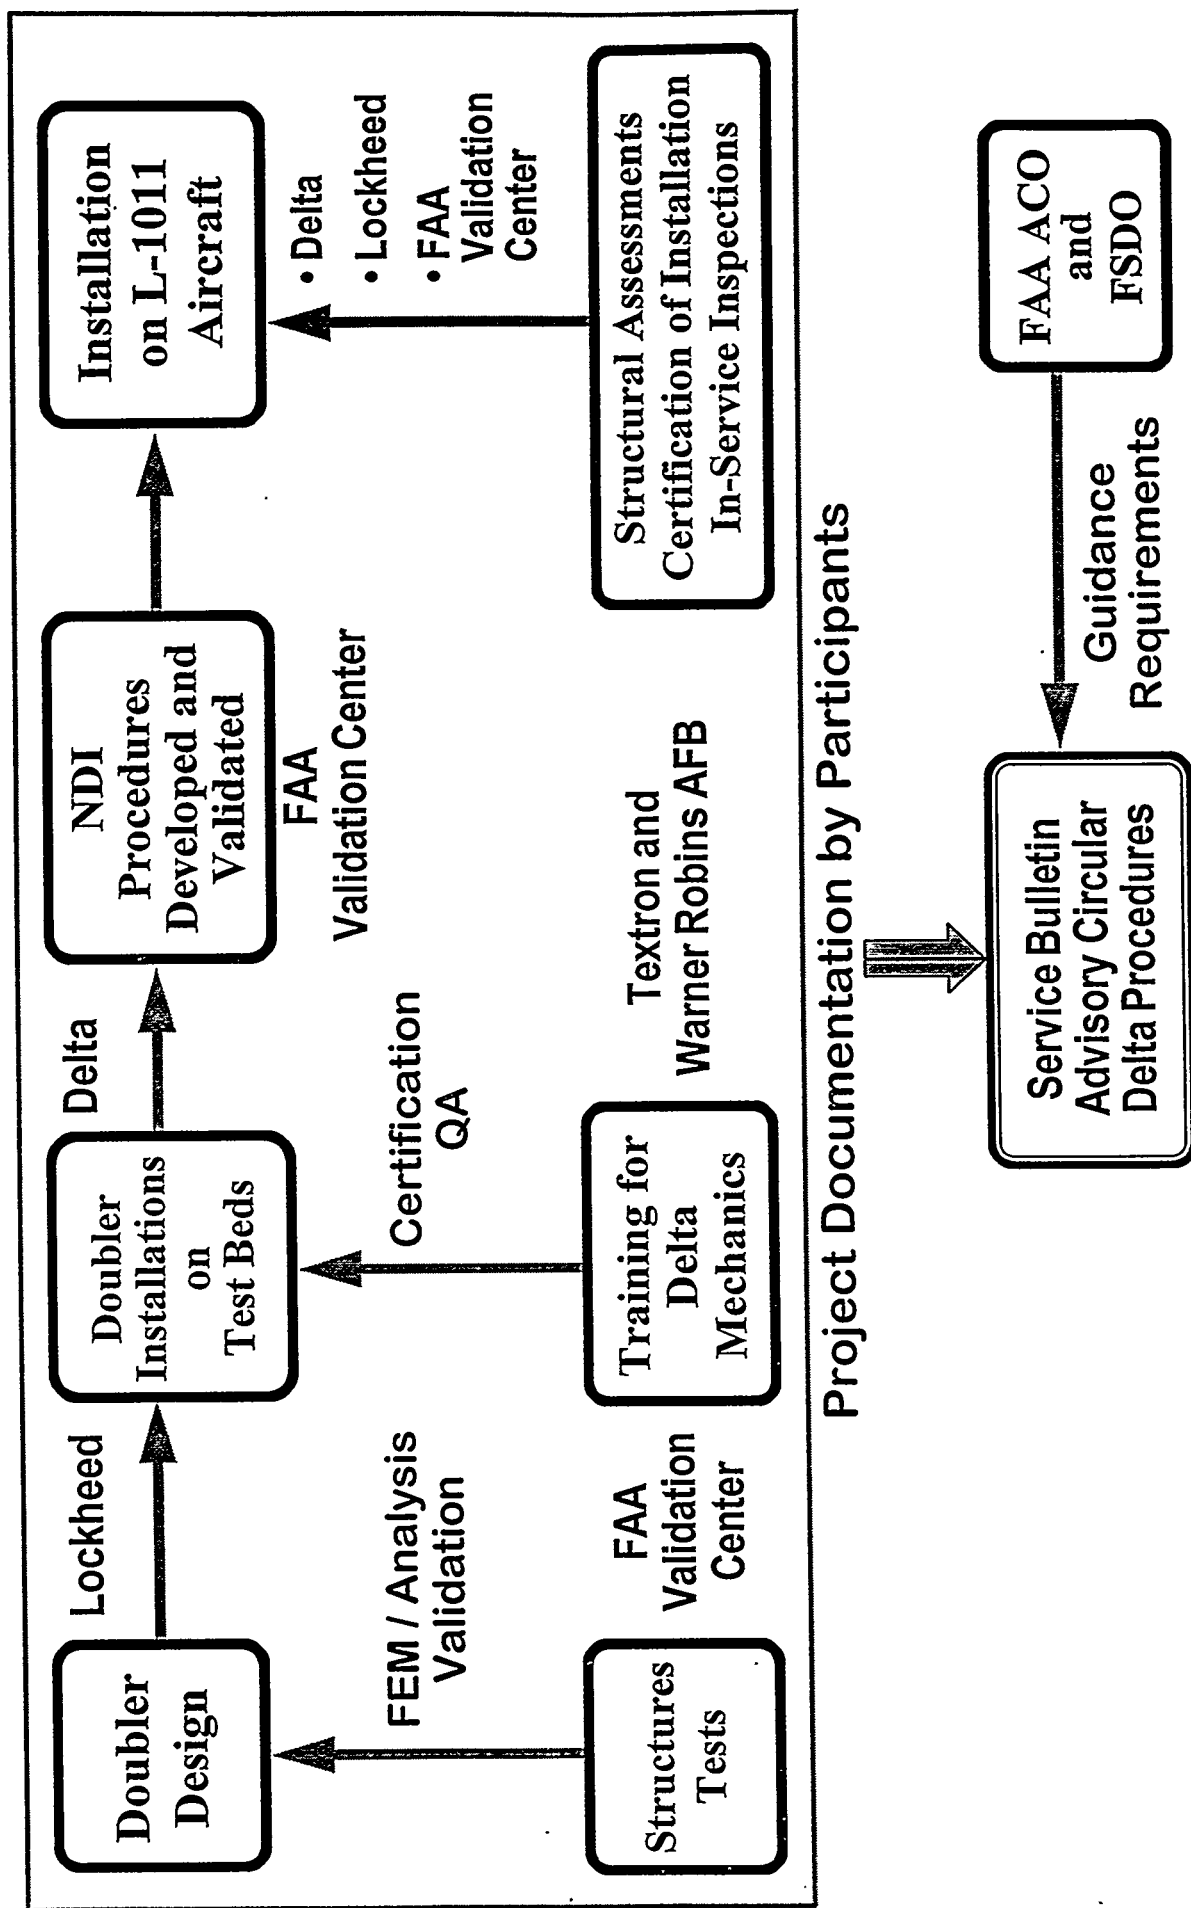 Doubler
Design
Lockheed
Doubler
Installations
on
Test Beds
Delta
NDI
Procedures
Developed and
Validated
FAA
Validation Center
Installation
on L-1011
Aircraft
FEM / Analysis
Validation
Certification
QA
• Delta
• Lockheed
• FAA
Validation
Center
Structures
Tests
FAA
Validation
Center
Training for
Delta
Mechanics
Textron and
Warner Robins AFB
Structural Assessments
Certification of Installation
In-Service Inspections
Project Documentation by Participants
Service Bulletin
Advisory Circular
Delta Procedures
Guidance
Requirements
FAA ACO
and
FSDO